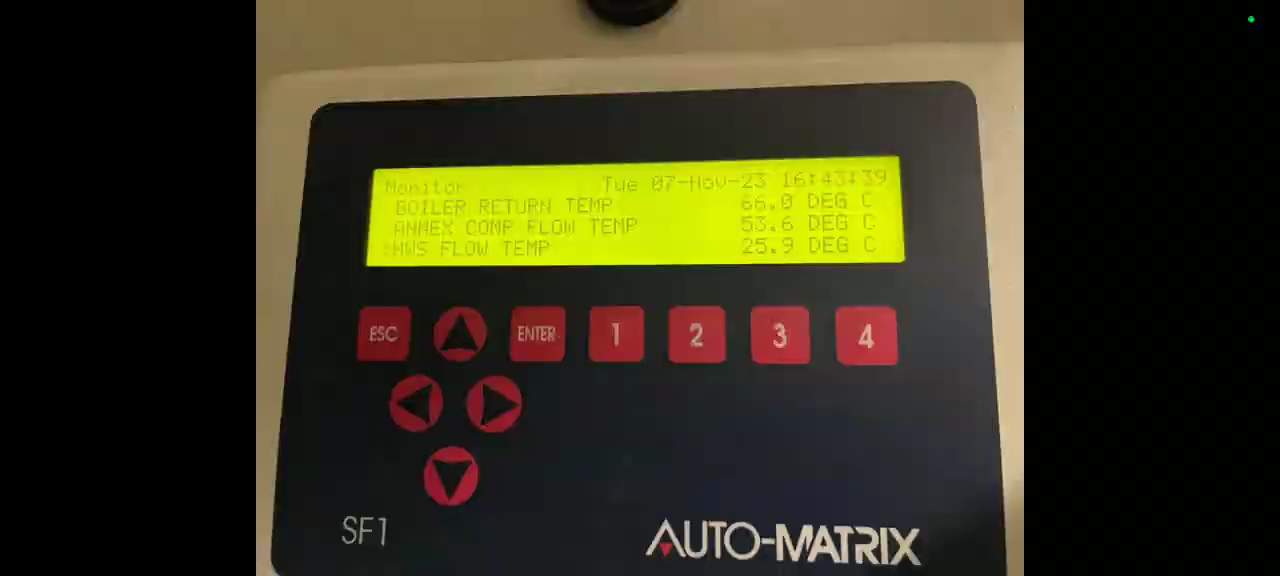 Monitor Tue 07-Nov-23 16:43:39
BOILER RETURN TEMP 66.0 DEG C
ANNEX COMP FLOW TEMP 53.6 DEG C
HWS FLOW TEMP 25.9 DEG C
ESC ENTER 1 2 3 4
SF1
AUTO-MATRIX